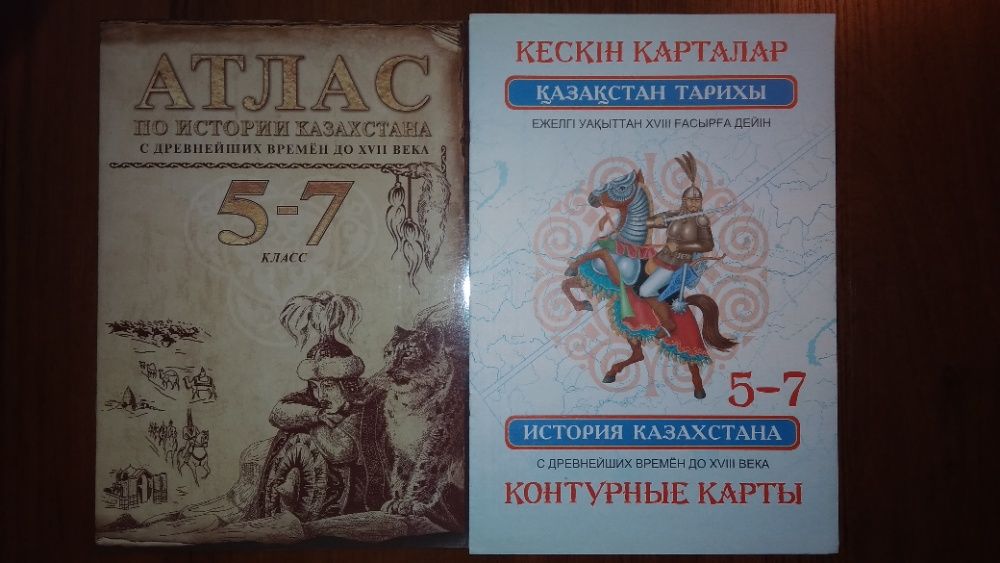 АТЛАС
ПО ИСТОРИИ КАЗАХСТАНА
С ДРЕВНЕЙШИХ ВРЕМЁН ДО XVII ВЕКА
5-7
КЛАСС
КЕСКІН КАРТАЛАР
ҚАЗАҚСТАН ТАРИХЫ
ЕЖЕЛГІ УАҚЫТТАН XVIII ҒАСЫРҒА ДЕЙІН
5-7
ИСТОРИЯ КАЗАХСТАНА
С ДРЕВНЕЙШИХ ВРЕМЁН ДО XVIII ВЕКА
КОНТУРНЫЕ КАРТЫ